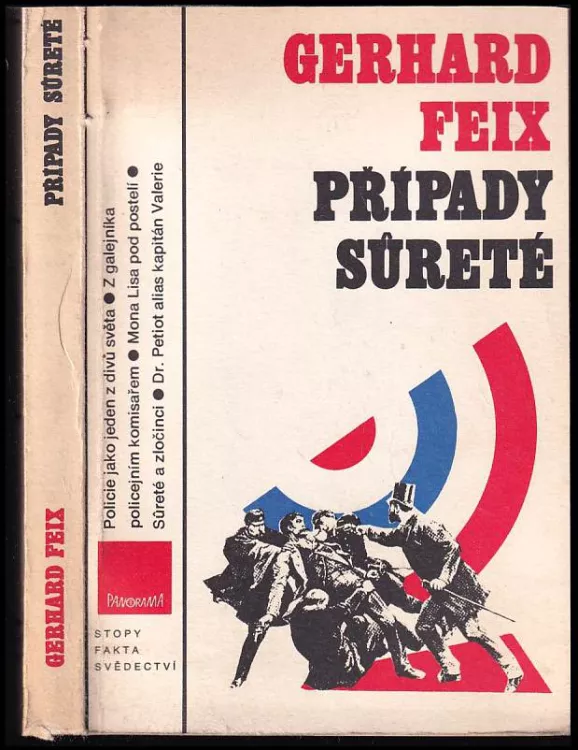 GERHARD
FEIX
PŘÍPADY
SÛRETÉ
Policie jako jeden z divů světa ● Z galejníka
policejním komisařem ● Mona Lisa pod postelí ●
Sûreté a zločinci ● Dr. Petiot alias kapitán Valerie
PANORAMA
STOPY
FAKTA
SVĚDECTVÍ
GERHARD FEIX PŘÍPADY SÛRETÉ